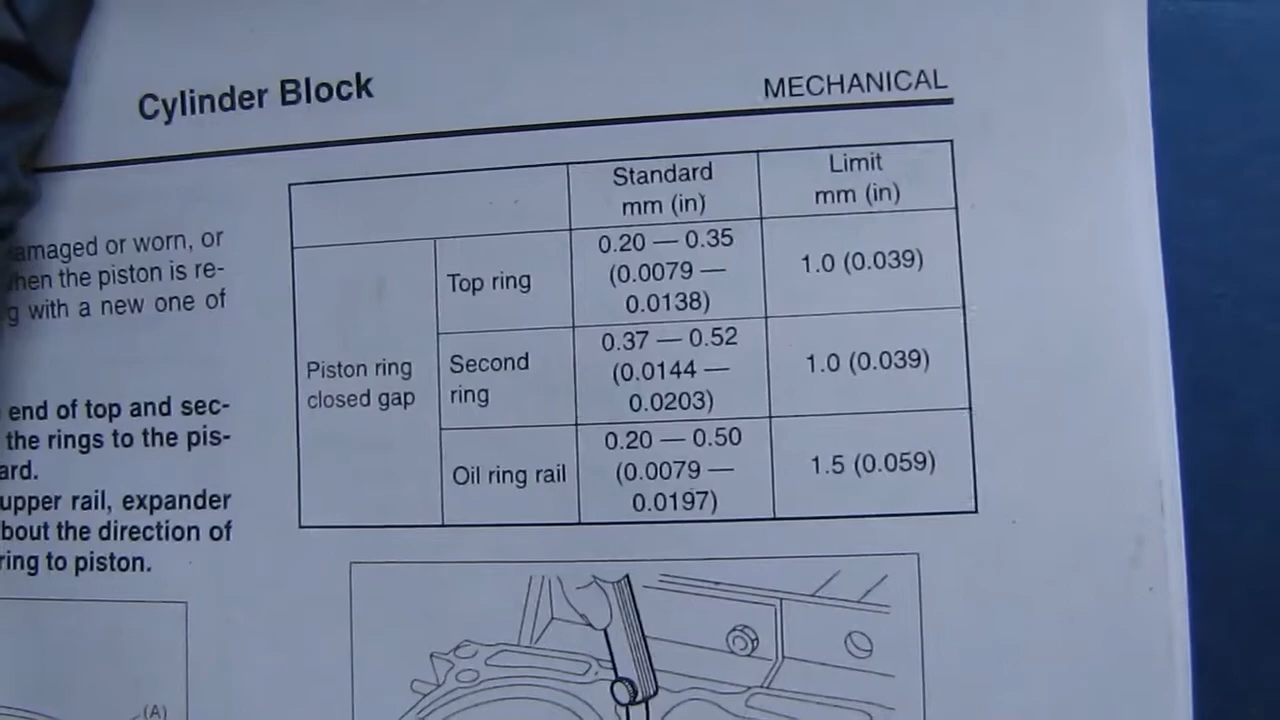 Cylinder Block
MECHANICAL
or worn, or
the piston is re-
with a new one of
end of top and sec-
the rings to the pis-
upper rail, expander
the direction of
ring to piston.
Standard
mm (in)
Limit
mm (in)
Piston ring
closed gap
Top ring
0.20 — 0.35
(0.0079 —
0.0138)
1.0 (0.039)
Second
ring
0.37 — 0.52
(0.0144 —
0.0203)
1.0 (0.039)
Oil ring rail
0.20 — 0.50
(0.0079 —
0.0197)
1.5 (0.059)
(A)